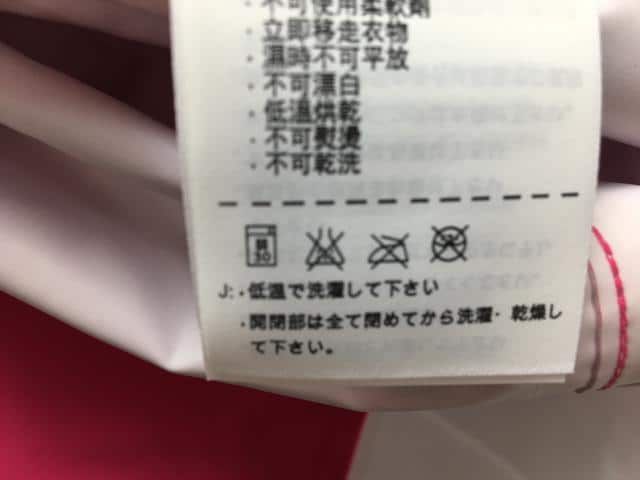 · 不可使用柔軟劑
· 立即移走衣物
· 濕時不可平放
· 不可漂白
· 低温烘乾
· 不可熨燙
· 不可乾洗
30
J: · 低温で洗濯して下さい
· 開閉部は全て閉めてから洗濯· 乾燥し
て下さい。